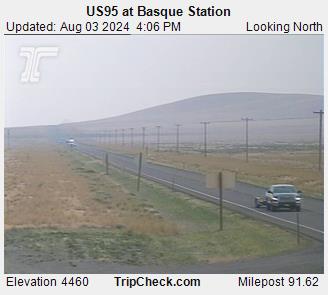 US95 at Basque Station
Updated: Aug 03 2024 4:06 PM Looking North
Elevation 4460 TripCheck.com Milepost 91.62